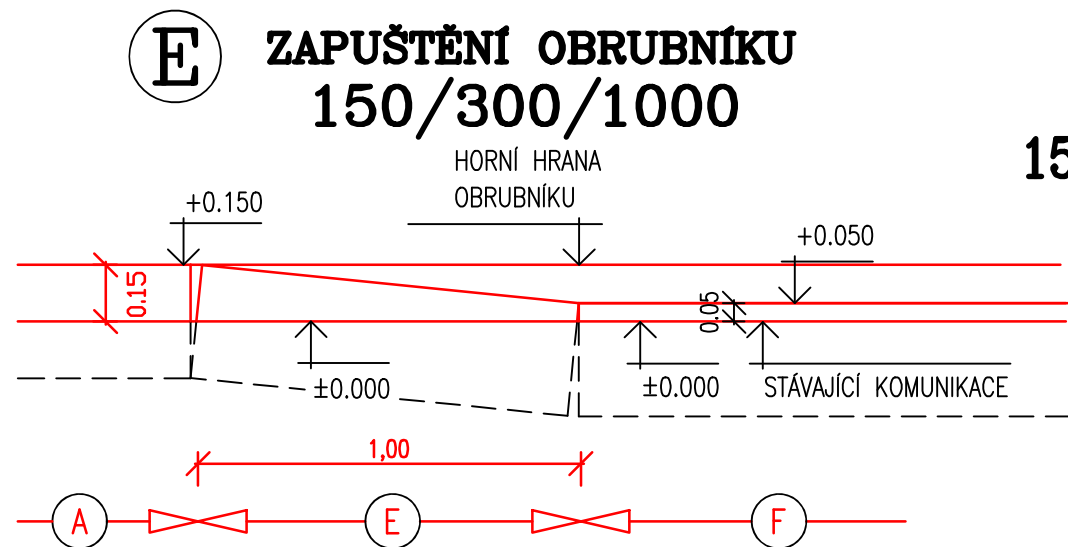 E ZAPUŠTĚNÍ OBRUBNÍKU
150/300/1000
15
HORNÍ HRANA
OBRUBNÍKU
+0.150
+0.050
0.15
0.05
±0.000
±0.000
STÁVAJÍCÍ KOMUNIKACE
1,00
A
E
F